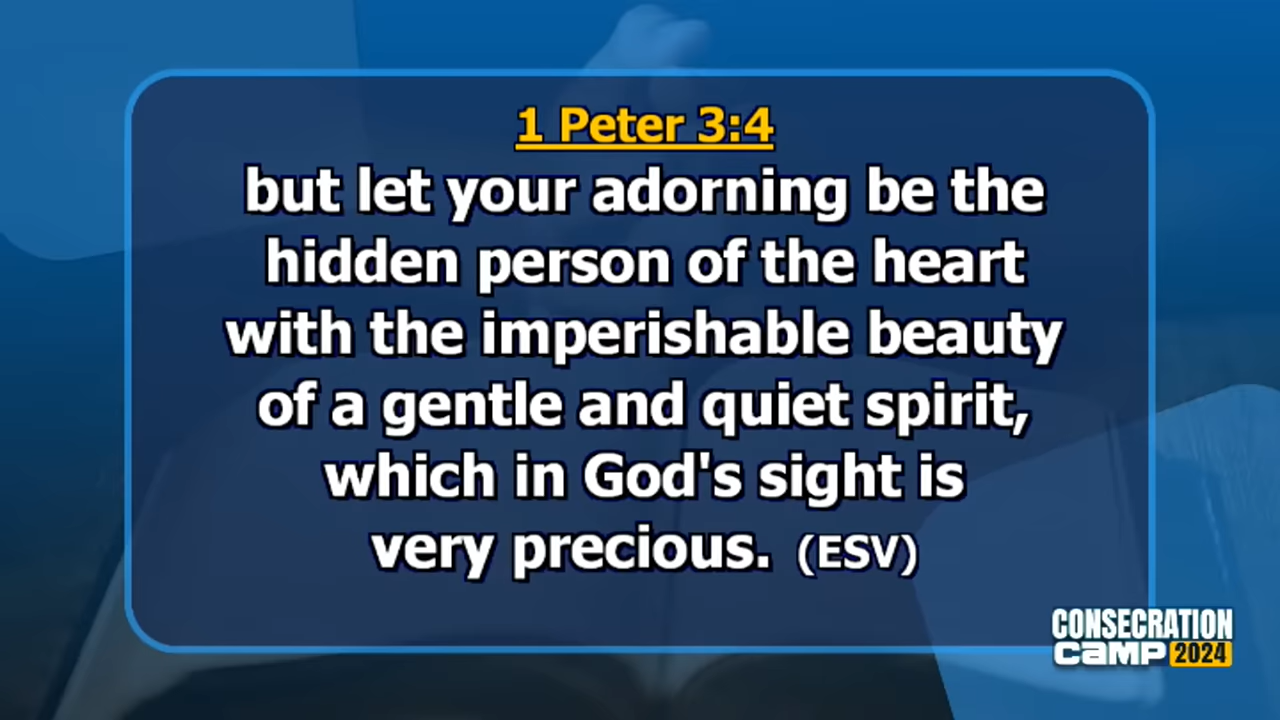 1 Peter 3:4
but let your adorning be the
hidden person of the heart
with the imperishable beauty
of a gentle and quiet spirit,
which in God's sight is
very precious. (ESV)
CONSECRATION
CAMP 2024